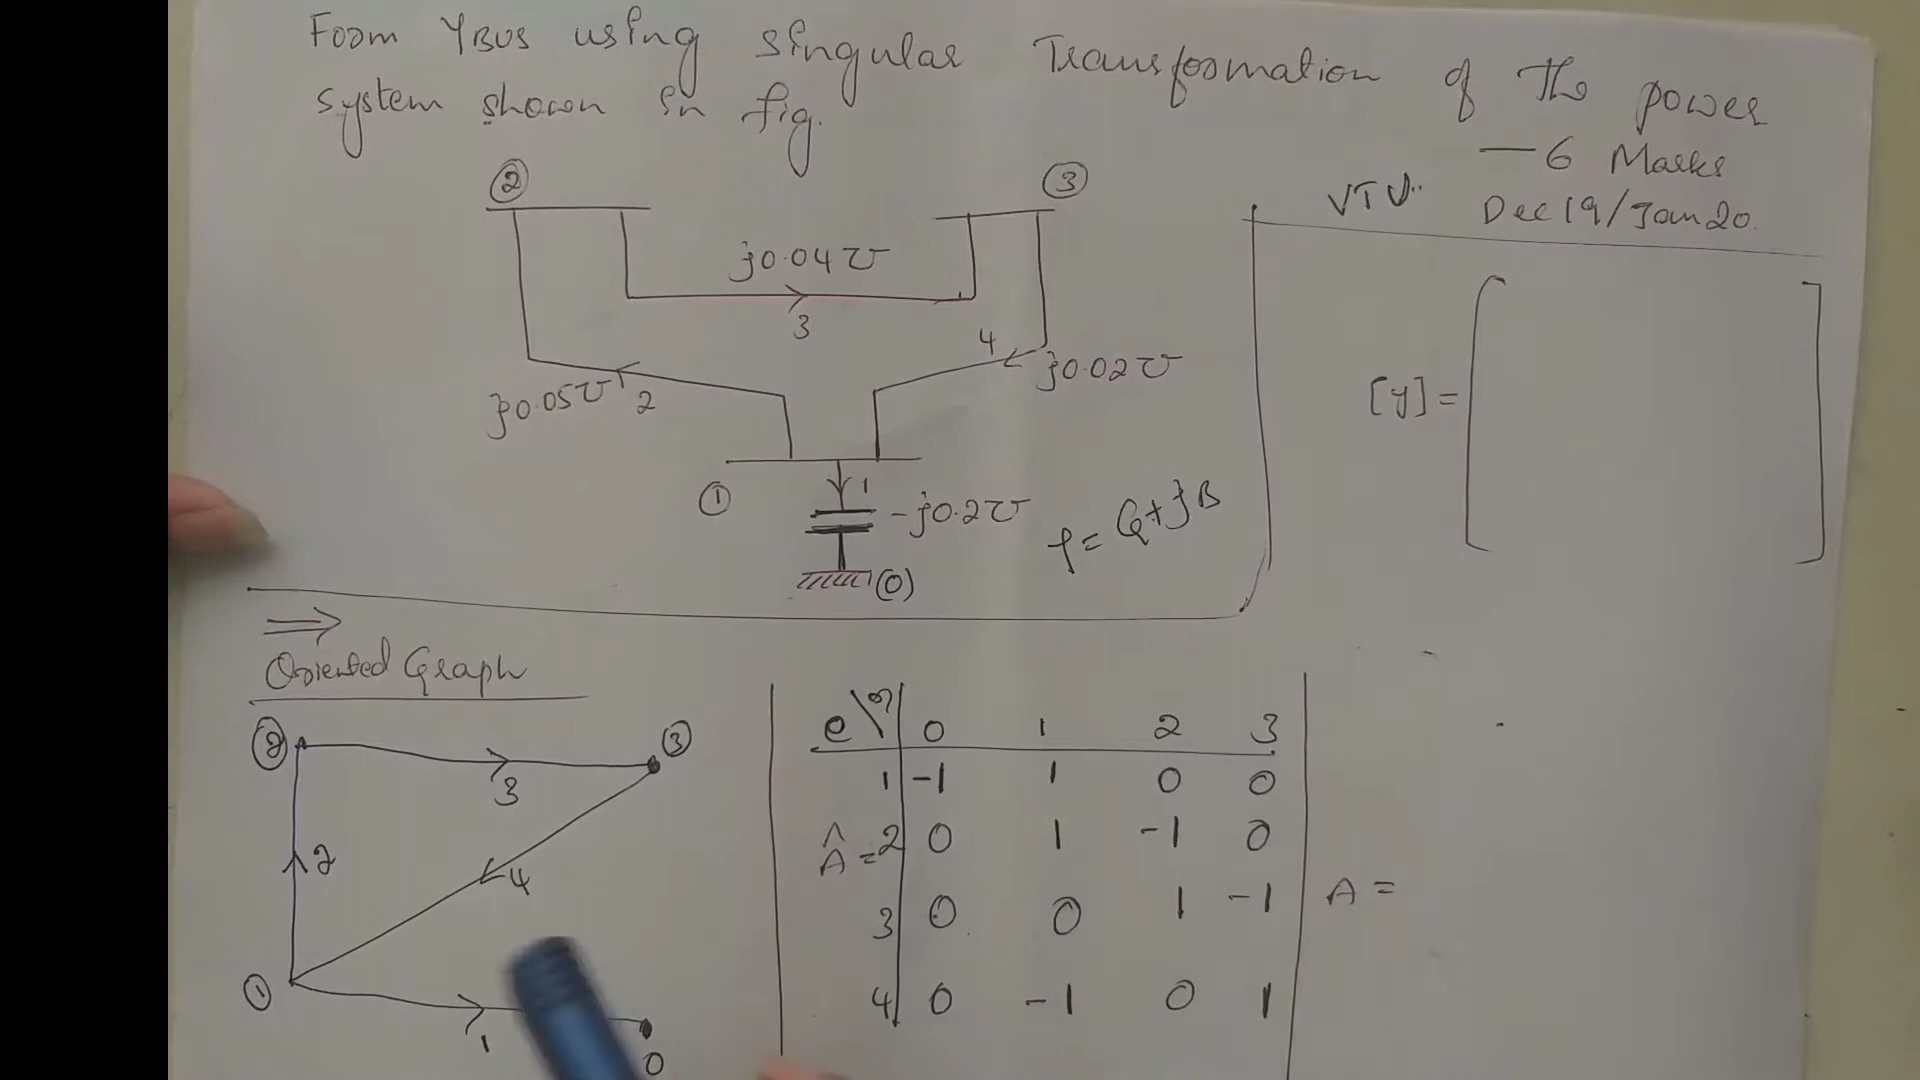 Form YBUS using singular Transformation of the power
system shown in fig.
— 6 Marks
VTU..
Dec 19/Jan 20.
② ③
j0.04℧
3
4
j0.02℧
j0.05℧
2
①
1
-j0.2℧
Y = G+jB
(0)
[y] =
⇒
Oriented Graph
② ③
3
2
4
①
1
0
e\n 0 1 2 3
1 -1 1 0 0
Â = 2 0 1 -1 0
3 0 0 1 -1
4 0 -1 0 1
A =